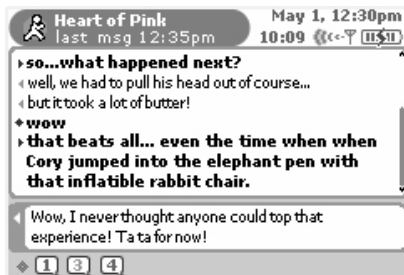 Heart of Pink
May 1, 12:30pm
last msg 12:35pm
10:09
so...what happened next?
well, we had to pull his head out of course...
but it took a lot of butter!
wow
that beats all... even the time when when
Cory jumped into the elephant pen with
that inflatible rabbit chair.
Wow, I never thought anyone could top that
experience! Ta ta for now!
1 3 4